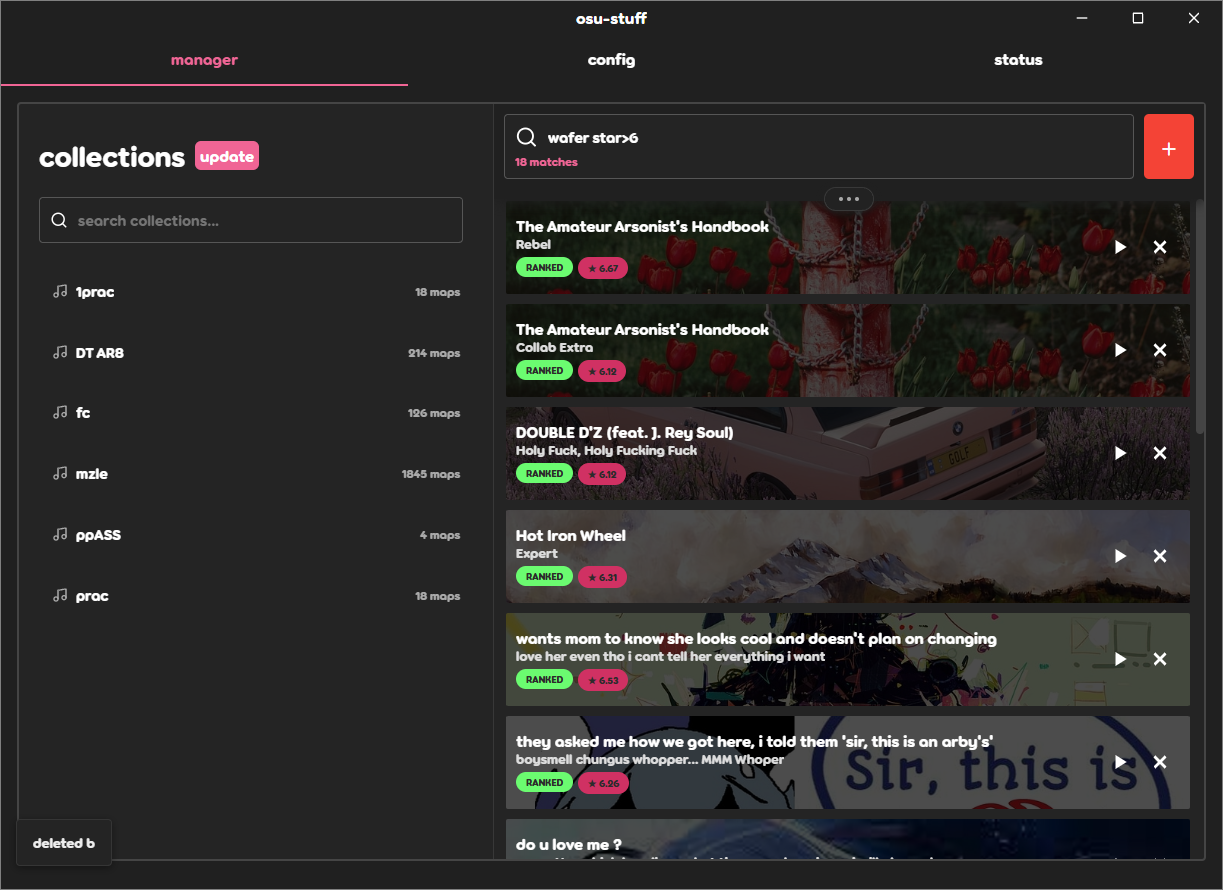 osu-stuff
manager
config
status
collections
update
search collections...
1prac
18 maps
DT AR8
214 maps
fc
126 maps
mzle
1845 maps
ppASS
4 maps
prac
18 maps
deleted b
wafer star>6
18 matches
The Amateur Arsonist's Handbook
Rebel
RANKED
★ 6.67
The Amateur Arsonist's Handbook
Collab Extra
RANKED
★ 6.12
DOUBLE D'Z (feat. J. Rey Soul)
Holy Fuck, Holy Fucking Fuck
RANKED
★ 6.12
GOLF
Hot Iron Wheel
Expert
RANKED
★ 6.31
wants mom to know she looks cool and doesn't plan on changing
love her even tho i cant tell her everything i want
RANKED
★ 6.53
they asked me how we got here, i told them 'sir, this is an arby's'
boysmell chungus whopper... MMM Whoper
RANKED
★ 6.26
Sir, this is
do u love me ?